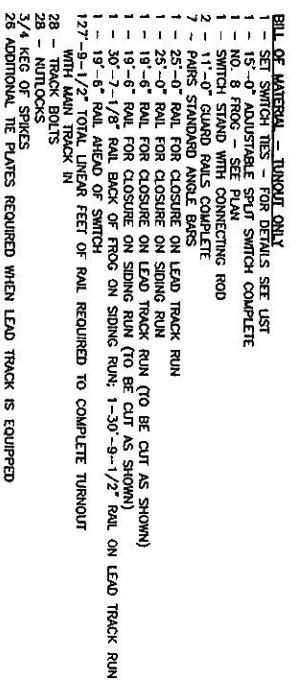 BILL OF MATERIAL – TURNOUT ONLY
1 – SET SWITCH TIES – FOR DETAILS SEE LIST
1 – 15'–0" ADJUSTABLE SPLIT SWITCH COMPLETE
1 – NO. 8 FROG – SEE PLAN
1 – SWITCH STAND WITH CONNECTING ROD
2 – 11'–0" GUARD RAILS COMPLETE
7 – PAIRS STANDARD ANGLE BARS
1 – 25'–0" RAIL FOR CLOSURE ON LEAD TRACK RUN
1 – 25'–0" RAIL FOR CLOSURE ON SIDING RUN
1 – 19'–6" RAIL FOR CLOSURE ON LEAD TRACK RUN (TO BE CUT AS SHOWN)
1 – 19'–6" RAIL FOR CLOSURE ON SIDING RUN (TO BE CUT AS SHOWN)
1 – 30'–7–1/8" RAIL BACK OF FROG ON SIDING RUN; 1–30'–9–1/2" RAIL ON LEAD TRACK RUN
1 – 19'–6" RAIL AHEAD OF SWITCH
127'–9–1/2" TOTAL LINEAR FEET OF RAIL REQUIRED TO COMPLETE TURNOUT
WITH MAIN TRACK IN
28 – TRACK BOLTS
28 – NUTLOCKS
3/4 KEG OF SPIKES
26 ADDITIONAL TIE PLATES REQUIRED WHEN LEAD TRACK IS EQUIPPED